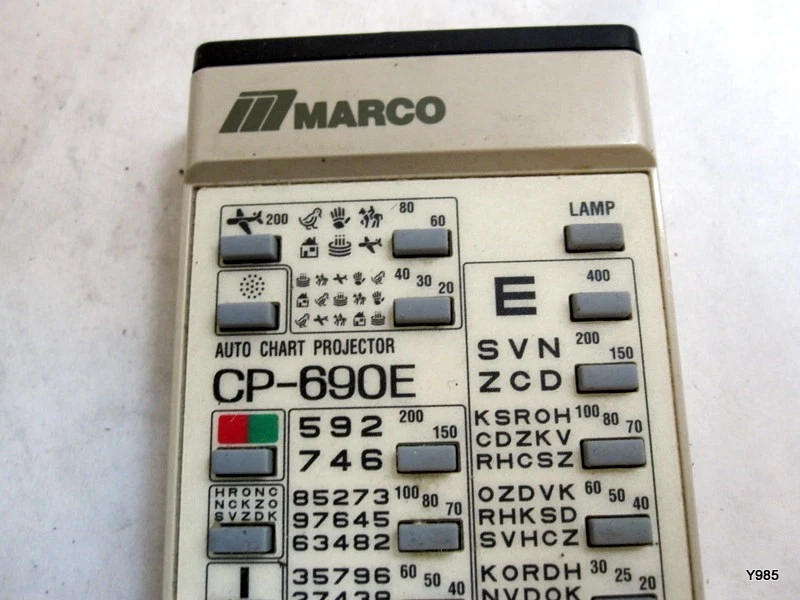 MARCO
LAMP
200
80
60
40 30 20
AUTO CHART PROJECTOR
CP-690E
E
400
SVN
200
ZCD
150
592
200
746
150
KSROH
100
CDZKV
80
RHCSZ
70
HRONC
NCKZO
SVZDK
85273
100
97645
80
63482
70
OZDVK
60
RHKSD
50
SVHCZ
40
I
35796
60
50
40
27439
KORDH
30
25
20
NVDOK
Y985